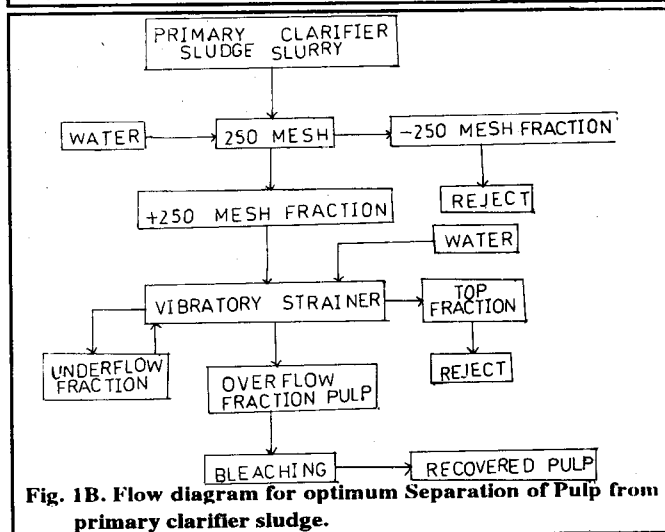 PRIMARY CLARIFIER
SLUDGE SLURRY
WATER
250 MESH
-250 MESH FRACTION
REJECT
+250 MESH FRACTION
WATER
VIBRATORY STRAINER
TOP
FRACTION
UNDERFLOW
FRACTION
OVERFLOW
FRACTION PULP
REJECT
BLEACHING
RECOVERED PULP
Fig. 1B. Flow diagram for optimum Separation of Pulp from
primary clarifier sludge.